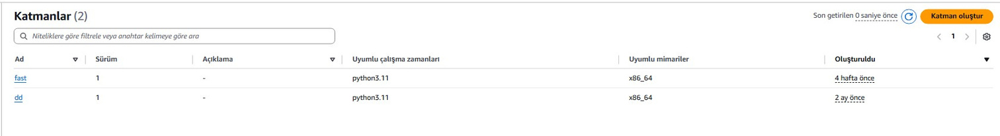 Katmanlar (2)
Son getirilen 0 saniye önce
Katman oluştur
Niteliklere göre filtrele veya anahtar kelimeye göre ara
1
Ad Sürüm Açıklama Uyumlu çalışma zamanları Uyumlu mimariler Oluşturuldu
fast 1 - python3.11 x86_64 4 hafta önce
dd 1 - python3.11 x86_64 2 ay önce